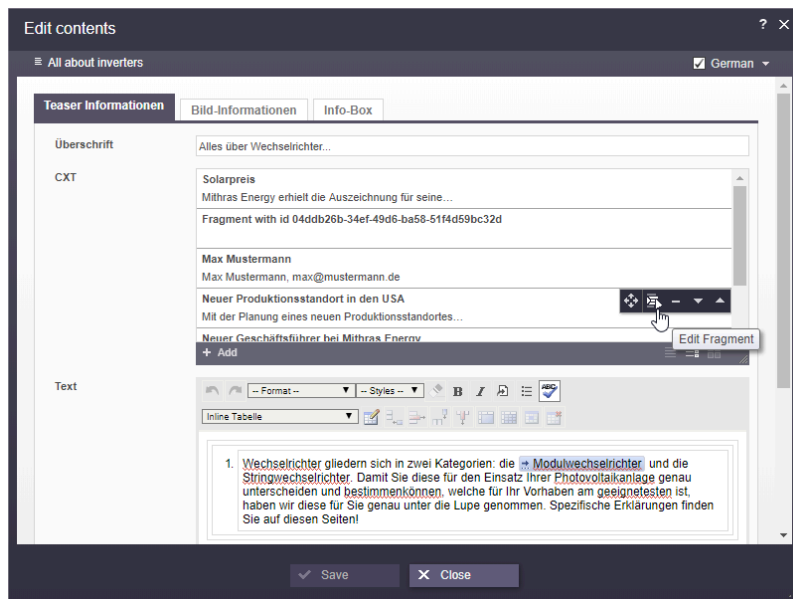 Edit contents
? ×
All about inverters
German
Teaser Informationen
Bild-Informationen
Info-Box
Überschrift
Alles über Wechselrichter...
CXT
Solarpreis
Mithras Energy erhielt die Auszeichnung für seine…
Fragment with id 04ddb26b-34ef-49d6-ba58-51f4d59bc32d
Max Mustermann
Max Mustermann, max@mustermann.de
Neuer Produktionsstandort in den USA
Mit der Planung eines neuen Produktionsstandortes…
Edit Fragment
Neuer Geschäftsführer bei Mithras Energy
+ Add
Text
-- Format --
-- Styles --
B I
ABC
Inline Tabelle
1. Wechselrichter gliedern sich in zwei Kategorien: die Modulwechselrichter und die
Stringwechselrichter. Damit Sie diese für den Einsatz Ihrer Photovoltaikanlage genau
unterscheiden und bestimmenkönnen, welche für Ihr Vorhaben am geeignetesten ist,
haben wir diese für Sie genau unter die Lupe genommen. Spezifische Erklärungen finden
Sie auf diesen Seiten!
Save
X Close